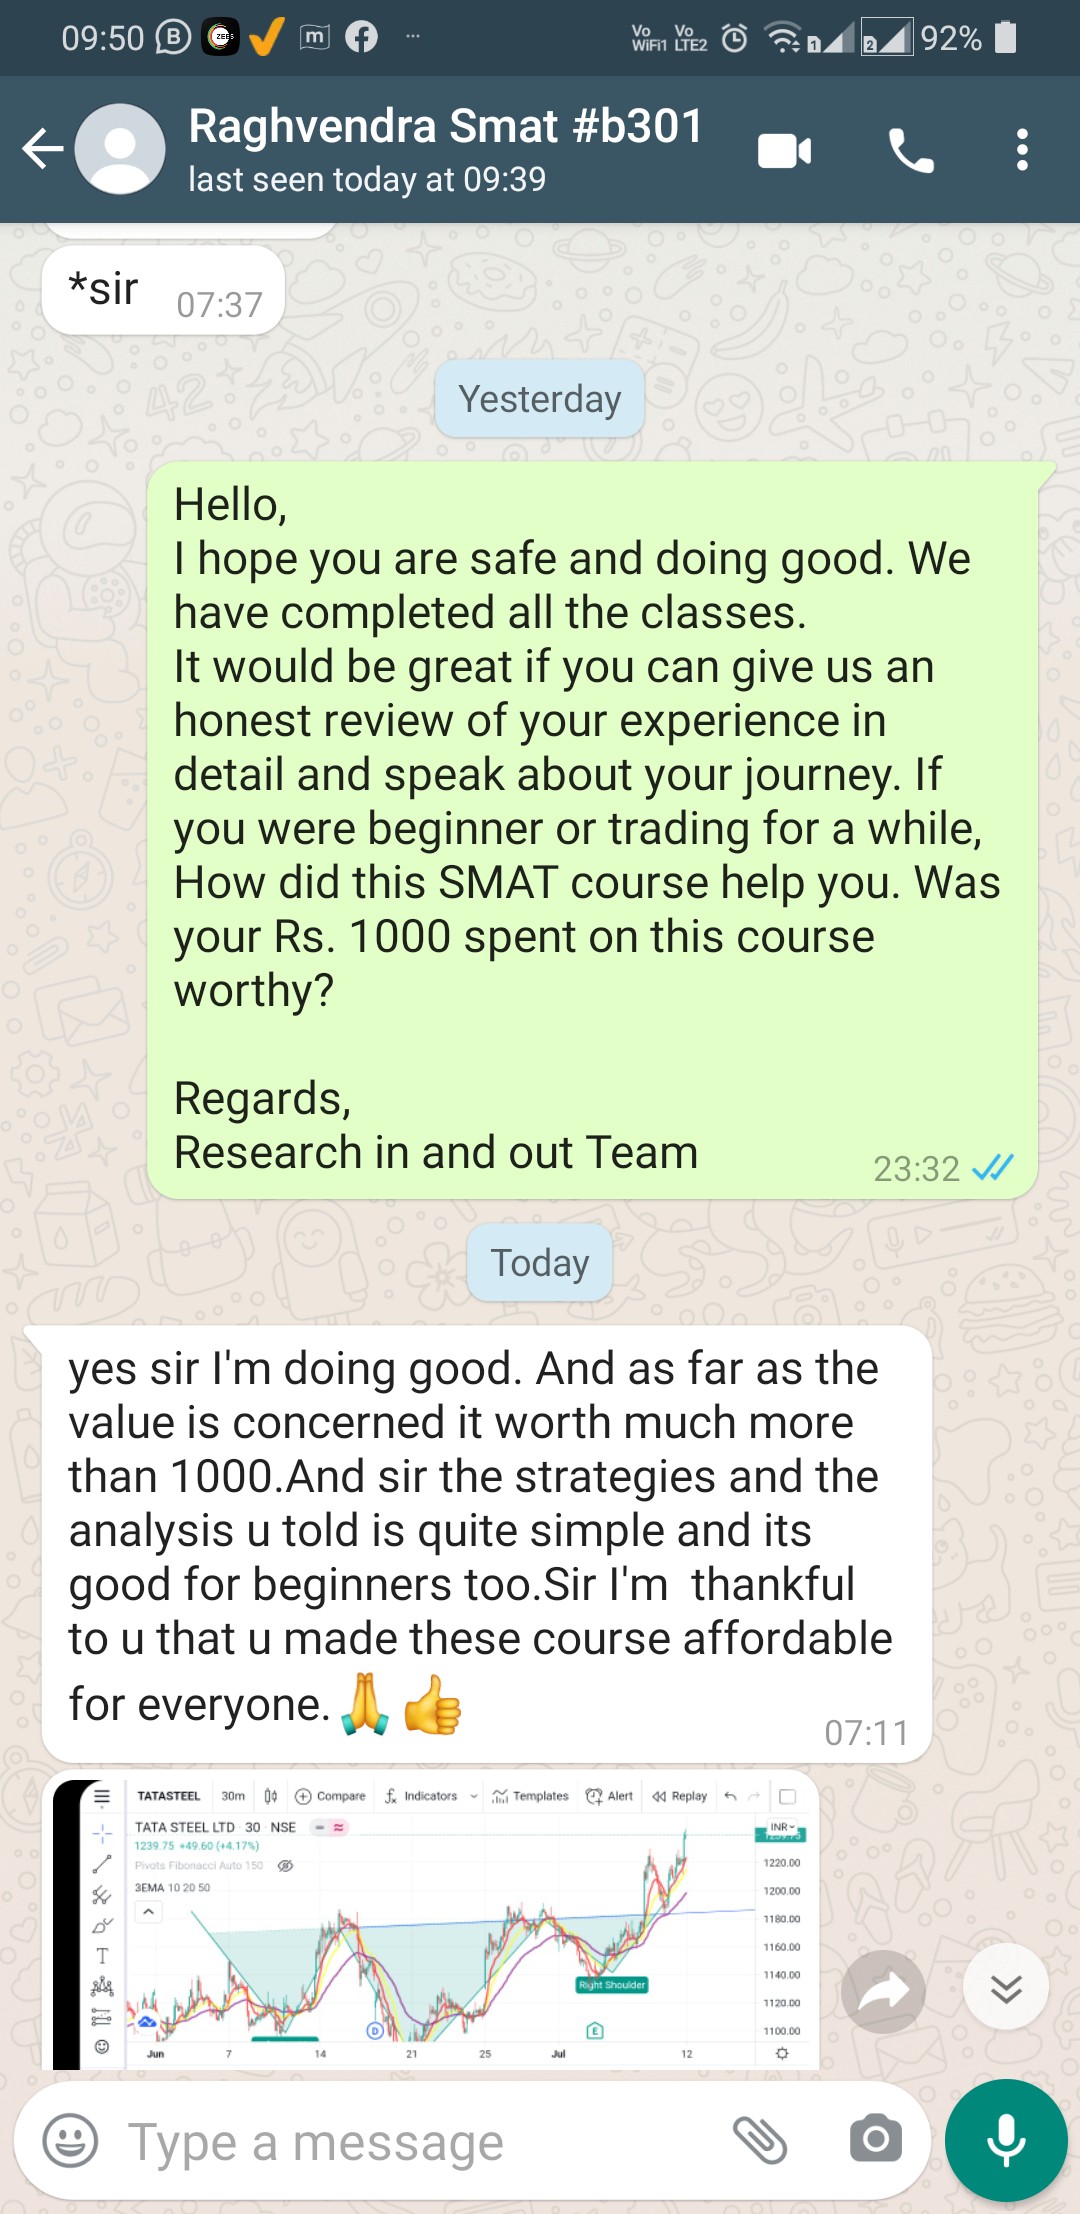 09:50
ZEE5
m
Vo
WiFi1
Vo
LTE2
1
2
92%
Raghvendra Smat #b301
last seen today at 09:39
*sir 07:37
Yesterday
Hello,
I hope you are safe and doing good. We
have completed all the classes.
It would be great if you can give us an
honest review of your experience in
detail and speak about your journey. If
you were beginner or trading for a while,
How did this SMAT course help you. Was
your Rs. 1000 spent on this course
worthy?
Regards,
Research in and out Team
23:32
Today
yes sir I'm doing good. And as far as the
value is concerned it worth much more
than 1000.And sir the strategies and the
analysis u told is quite simple and its
good for beginners too.Sir I'm  thankful
to u that u made these course affordable
for everyone.🙏👍
07:11
TATASTEEL 30m Compare Indicators Templates Alert Replay
TATA STEEL LTD · 30 · NSE
INR
1239.75 +49.60 (+4.17%)
1239.75
Pivots Fibonacci Auto 150
3EMA 10 20 50
1220.00
1200.00
1180.00
1160.00
1140.00
1120.00
1100.00
Right Shoulder
D
E
Jun 7 14 21 25 Jul 12
Type a message